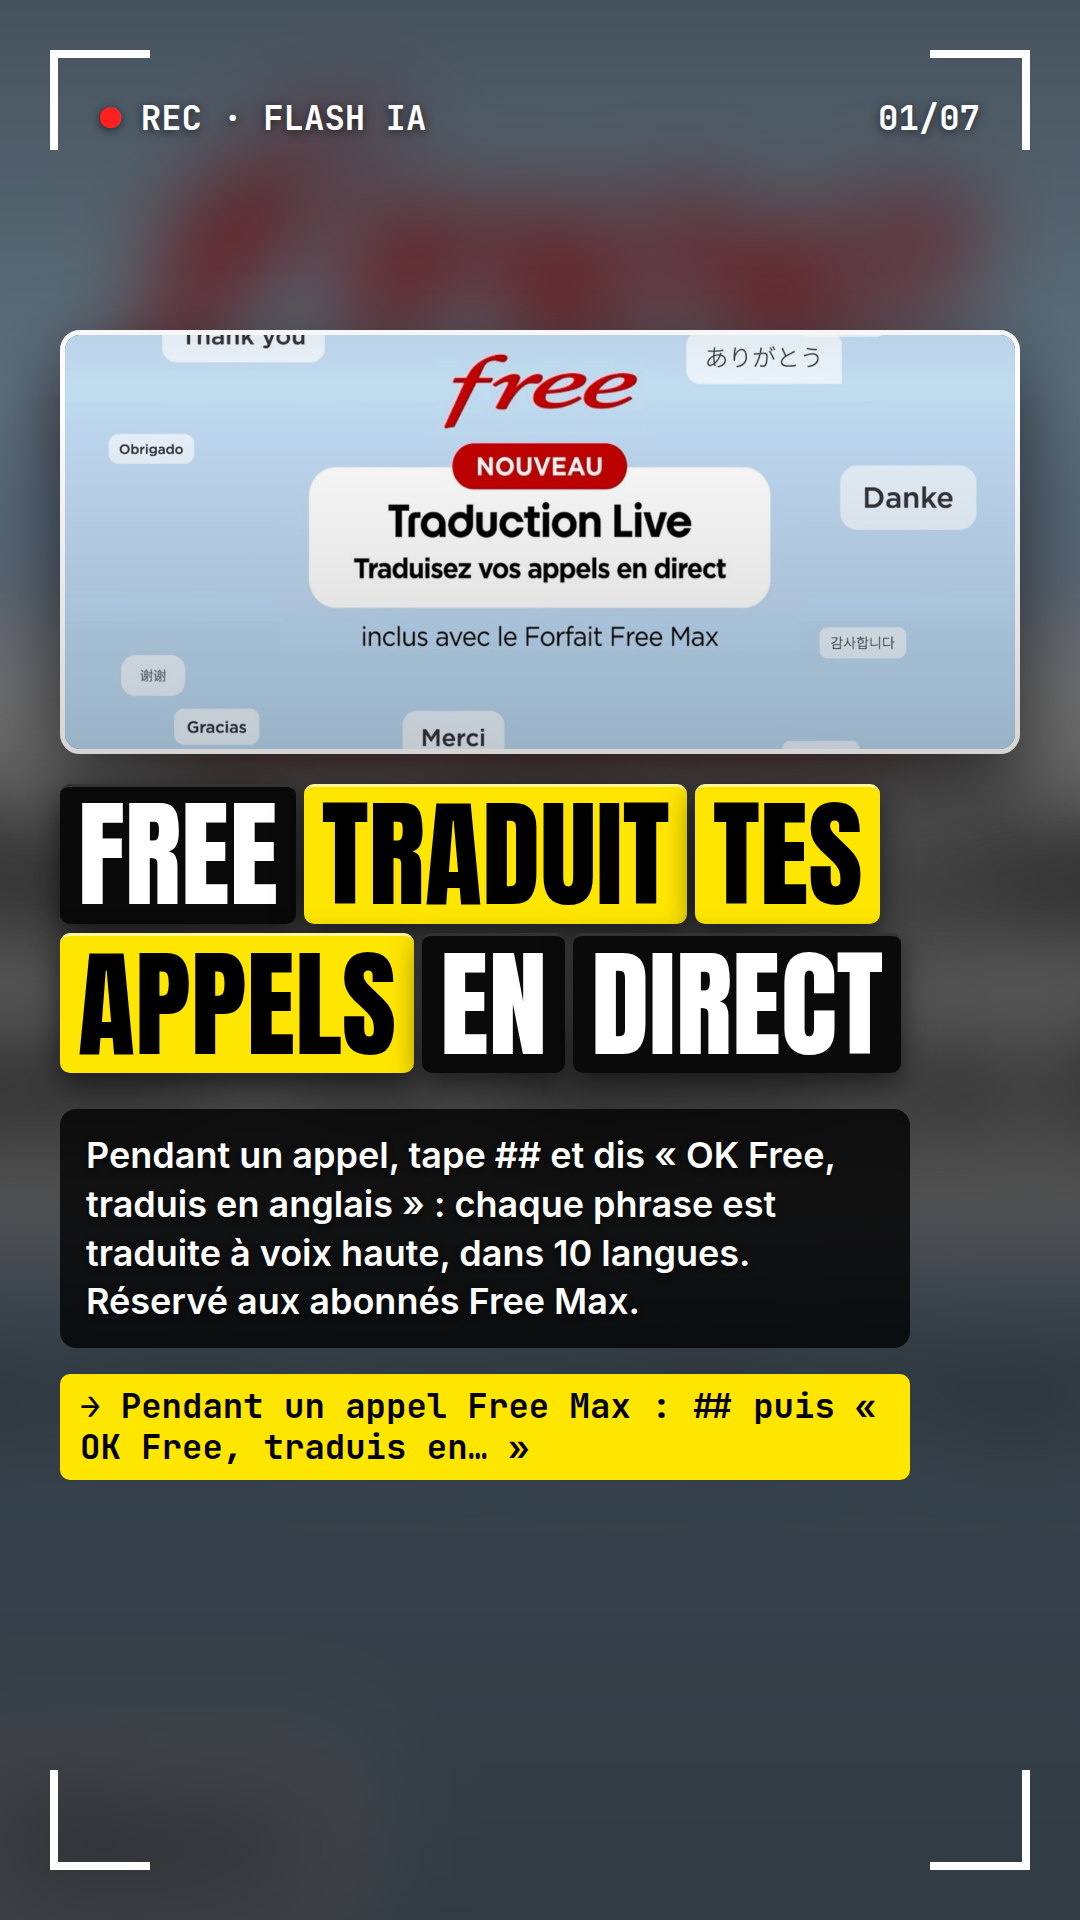 REC · FLASH IA
01/07
Thank you
free
ありがとう
Obrigado
NOUVEAU
Danke
Traduction Live
Traduisez vos appels en direct
inclus avec le Forfait Free Max
감사합니다
谢谢
Gracias
Merci
FREE TRADUIT TES
APPELS EN DIRECT
Pendant un appel, tape ## et dis « OK Free,
traduis en anglais » : chaque phrase est
traduite à voix haute, dans 10 langues.
Réservé aux abonnés Free Max.
→ Pendant un appel Free Max : ## puis «
OK Free, traduis en… »